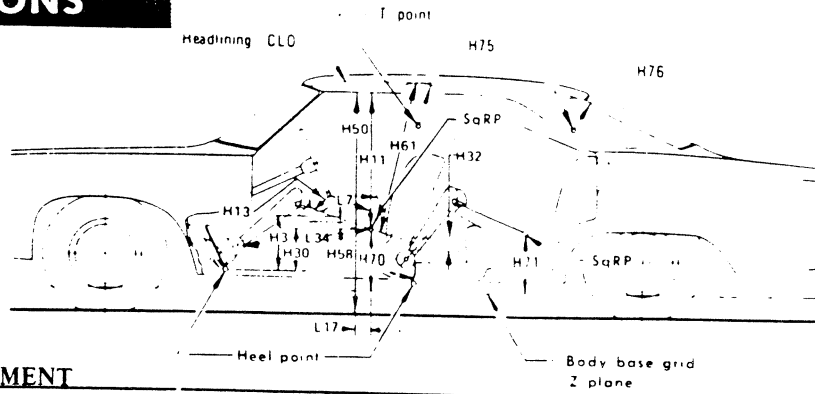 ONS
T point
Headlining CLO
H75
H76
SgRP
H50
H61
H11
H32
L7
H13
H3
L34
H30
H58
H70
H71
SgRP
L17
Heel point
Body base grid
Z plane
MENT